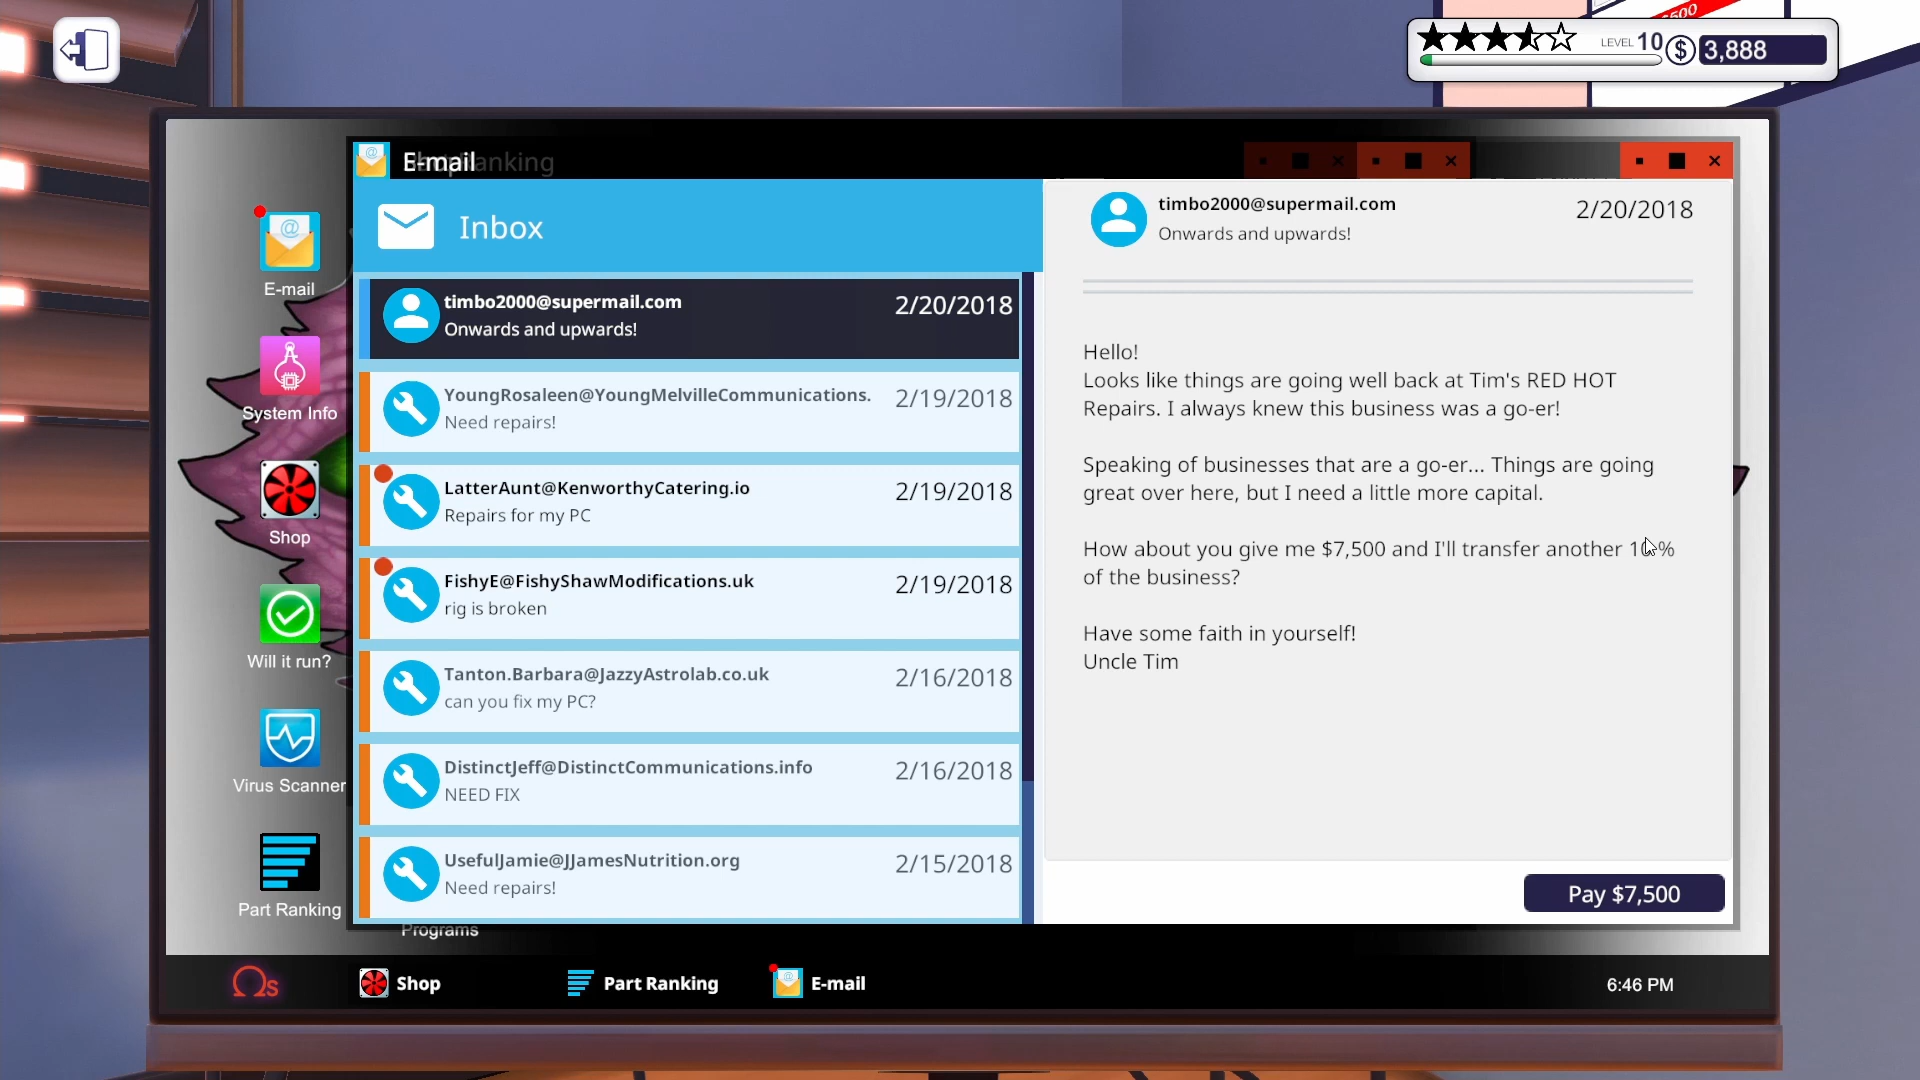 500
LEVEL 10 $ 3,888
E-mail
Inbox
timbo2000@supermail.com 2/20/2018
Onwards and upwards!
YoungRosaleen@YoungMelvilleCommunications. 2/19/2018
Need repairs!
LatterAunt@KenworthyCatering.io 2/19/2018
Repairs for my PC
FishyE@FishyShawModifications.uk 2/19/2018
rig is broken
Tanton.Barbara@JazzyAstrolab.co.uk 2/16/2018
can you fix my PC?
DistinctJeff@DistinctCommunications.info 2/16/2018
NEED FIX
UsefulJamie@JJamesNutrition.org 2/15/2018
Need repairs!
timbo2000@supermail.com 2/20/2018
Onwards and upwards!
Hello!
Looks like things are going well back at Tim's RED HOT
Repairs. I always knew this business was a go-er!
Speaking of businesses that are a go-er... Things are going
great over here, but I need a little more capital.
How about you give me $7,500 and I'll transfer another
of the business?
Have some faith in yourself!
Uncle Tim
Pay $7,500
E-mail
System Info
Shop
Will it run?
Virus Scanner
Part Ranking
Programs
Ωs
Shop
Part Ranking
E-mail
6:46 PM